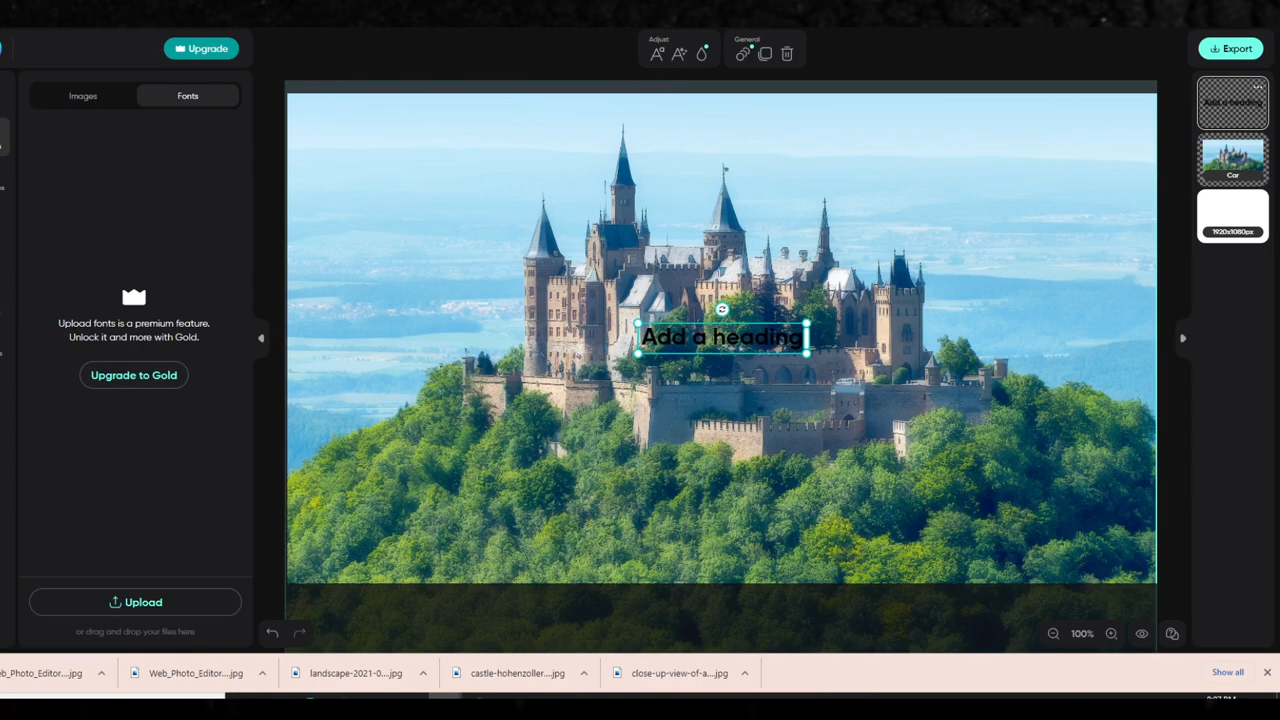 Upgrade
Adjust
General
Export
Images
Fonts
Add a heading
Car
1920x1080px
Upload fonts is a premium feature.
Unlock it and more with Gold.
Add a heading
Upgrade to Gold
Upload
or drag and drop your files here
100%
eb_Photo_Editor....jpg
Web_Photo_Editor....jpg
landscape-2021-0....jpg
castle-hohenzoller....jpg
close-up-view-of-a....jpg
Show all